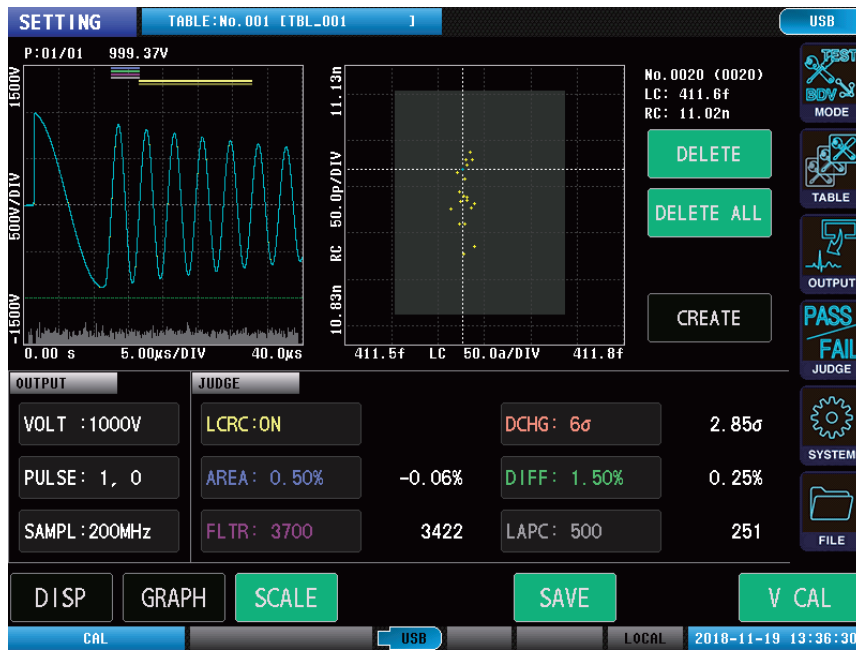 SETTING TABLE:No.001 [TBL_001 ] USB
P:01/01 999.37V
1500V
500V/DIV
-1500V
0.00 s 5.00μs/DIV 40.0μs
11.13n
RC 50.0p/DIV
10.83n
411.5f LC 50.0a/DIV 411.8f
No.0020 (0020)
LC: 411.6f
RC: 11.02n
DELETE
DELETE ALL
CREATE
TEST
BDV
MODE
TABLE
OUTPUT
PASS
FAIL
JUDGE
SYSTEM
FILE
OUTPUT
VOLT :1000V
PULSE: 1, 0
SAMPL:200MHz
JUDGE
LCRC:ON DCHG: 6σ 2.85σ
AREA: 0.50% -0.06% DIFF: 1.50% 0.25%
FLTR: 3700 3422 LAPC: 500 251
DISP GRAPH SCALE SAVE V CAL
CAL USB LOCAL 2018-11-19 13:36:30